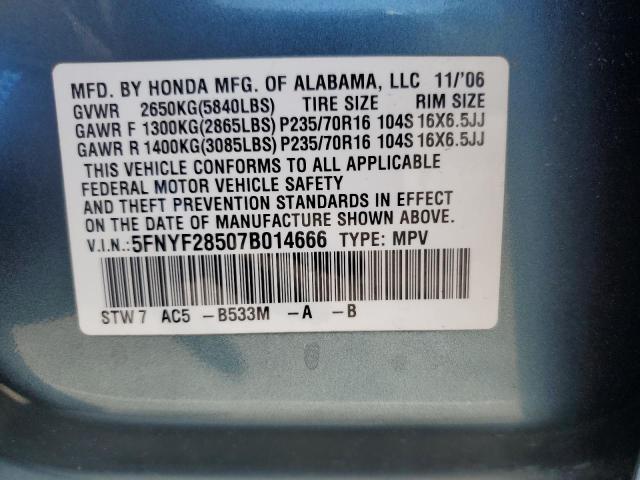 MFD. BY HONDA MFG. OF ALABAMA, LLC 11/'06
GVWR 2650KG(5840LBS) TIRE SIZE RIM SIZE
GAWR F 1300KG(2865LBS) P235/70R16 104S 16X6.5JJ
GAWR R 1400KG(3085LBS) P235/70R16 104S 16X6.5JJ
THIS VEHICLE CONFORMS TO ALL APPLICABLE
FEDERAL MOTOR VEHICLE SAFETY
AND THEFT PREVENTION STANDARDS IN EFFECT
ON THE DATE OF MANUFACTURE SHOWN ABOVE.
V.I.N.: 5FNYF28507B014666 TYPE: MPV
STW 7 AC5 -B533M -A -B